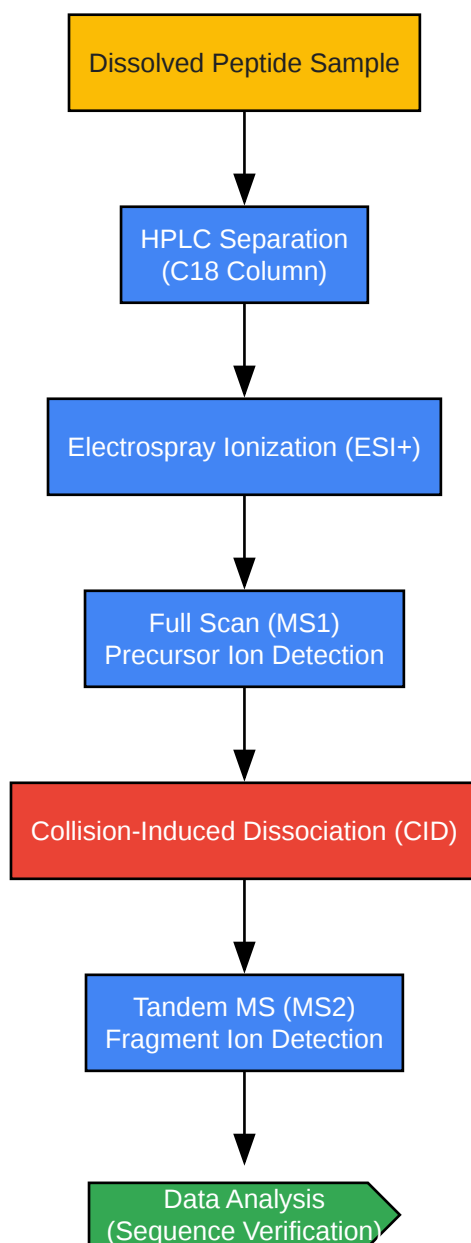 Dissolved Peptide Sample
HPLC Separation
(C18 Column)
Electrospray Ionization (ESI+)
Full Scan (MS1)
Precursor Ion Detection
Collision-Induced Dissociation (CID)
Tandem MS (MS2)
Fragment Ion Detection
Data Analysis
(Sequence Verification)